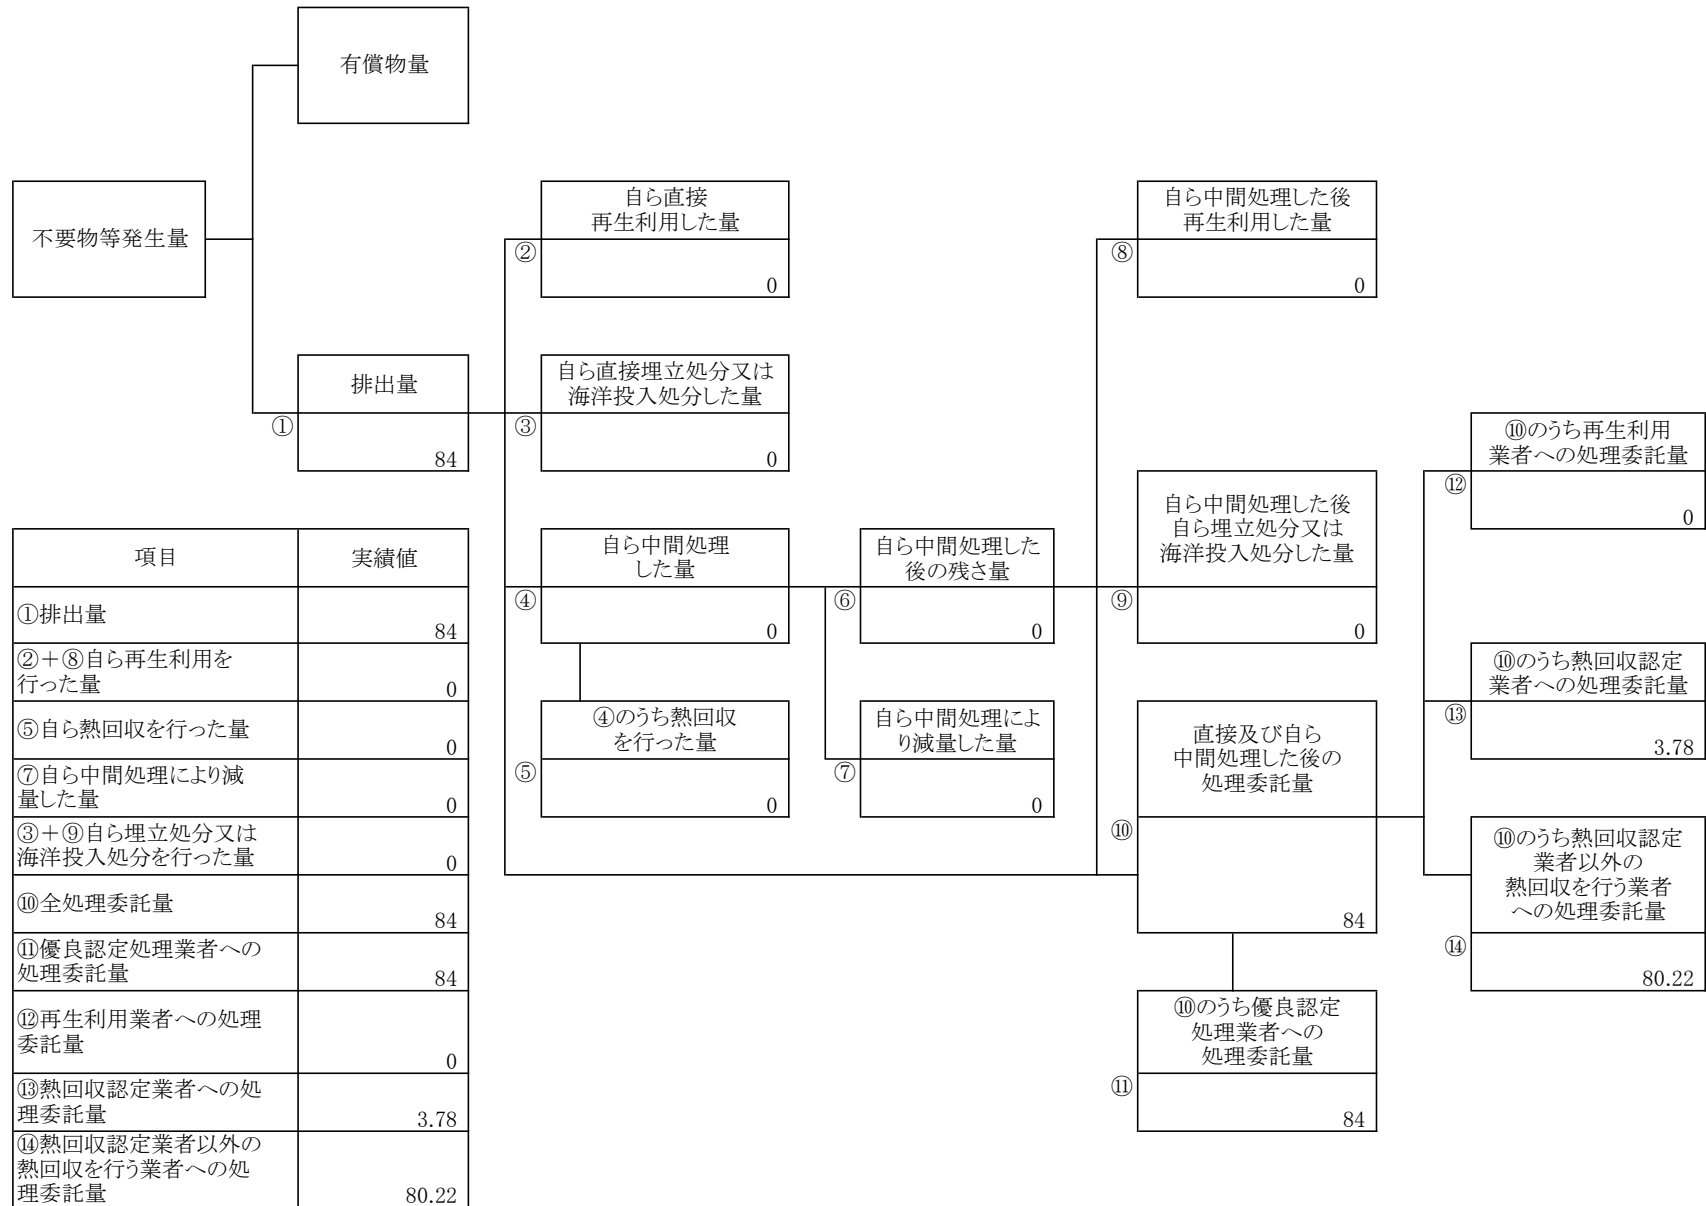 有償物量
不要物等発生量
自ら直接
再生利用した量
②
0
自ら中間処理した後
再生利用した量
⑧
0
排出量
①
84
自ら直接埋立処分又は
海洋投入処分した量
③
0
⑩のうち再生利用
業者への処理委託量
⑫
0
自ら中間処理
した量
④
0
自ら中間処理した
後の残さ量
⑥
0
自ら中間処理した後
自ら埋立処分又は
海洋投入処分した量
⑨
0
⑩のうち熱回収認定
業者への処理委託量
⑬
3.78
④のうち熱回収
を行った量
⑤
0
自ら中間処理によ
り減量した量
⑦
0
直接及び自ら
中間処理した後の
処理委託量
⑩
84
⑩のうち熱回収認定
業者以外の
熱回収を行う業者
への処理委託量
⑭
80.22
⑩のうち優良認定
処理業者への
処理委託量
⑪
84
項目 実績値
①排出量
84
②+⑧自ら再生利用を
行った量
0
⑤自ら熱回収を行った量
0
⑦自ら中間処理により減
量した量
0
③+⑨自ら埋立処分又は
海洋投入処分を行った量
0
⑩全処理委託量
84
⑪優良認定処理業者への
処理委託量
84
⑫再生利用業者への処理
委託量
0
⑬熱回収認定業者への処
理委託量
3.78
⑭熱回収認定業者以外の
熱回収を行う業者への処
理委託量
80.22